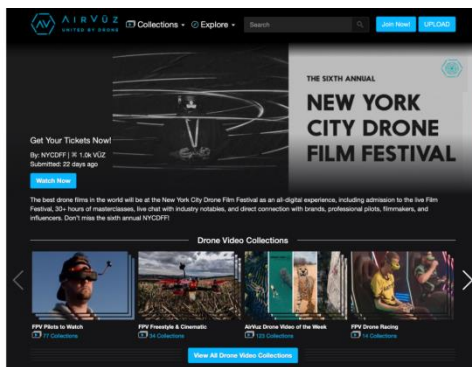 AIRVŪZ
UNITED BY DRONE
Collections
Explore
Search
Join Now!
UPLOAD
THE SIXTH ANNUAL
NEW YORK
CITY DRONE
FILM FESTIVAL
Get Your Tickets Now!
By: NYCDFF | 1.0k VŪZ
Submitted: 22 days ago
Watch Now
The best drone films in the world will be at the New York City Drone Film Festival as an all-digital experience, including admission to the live Film
Festival, 30+ hours of masterclasses, live chat with industry notables, and direct connection with brands, professional pilots, filmmakers, and
influencers. Don't miss the sixth annual NYCDFF!
Drone Video Collections
FPV Pilots to Watch
77 Collections
FPV Freestyle & Cinematic
34 Collections
AirVuz Drone Video of the Week
123 Collections
FPV Drone Racing
14 Collections
View All Drone Video Collections